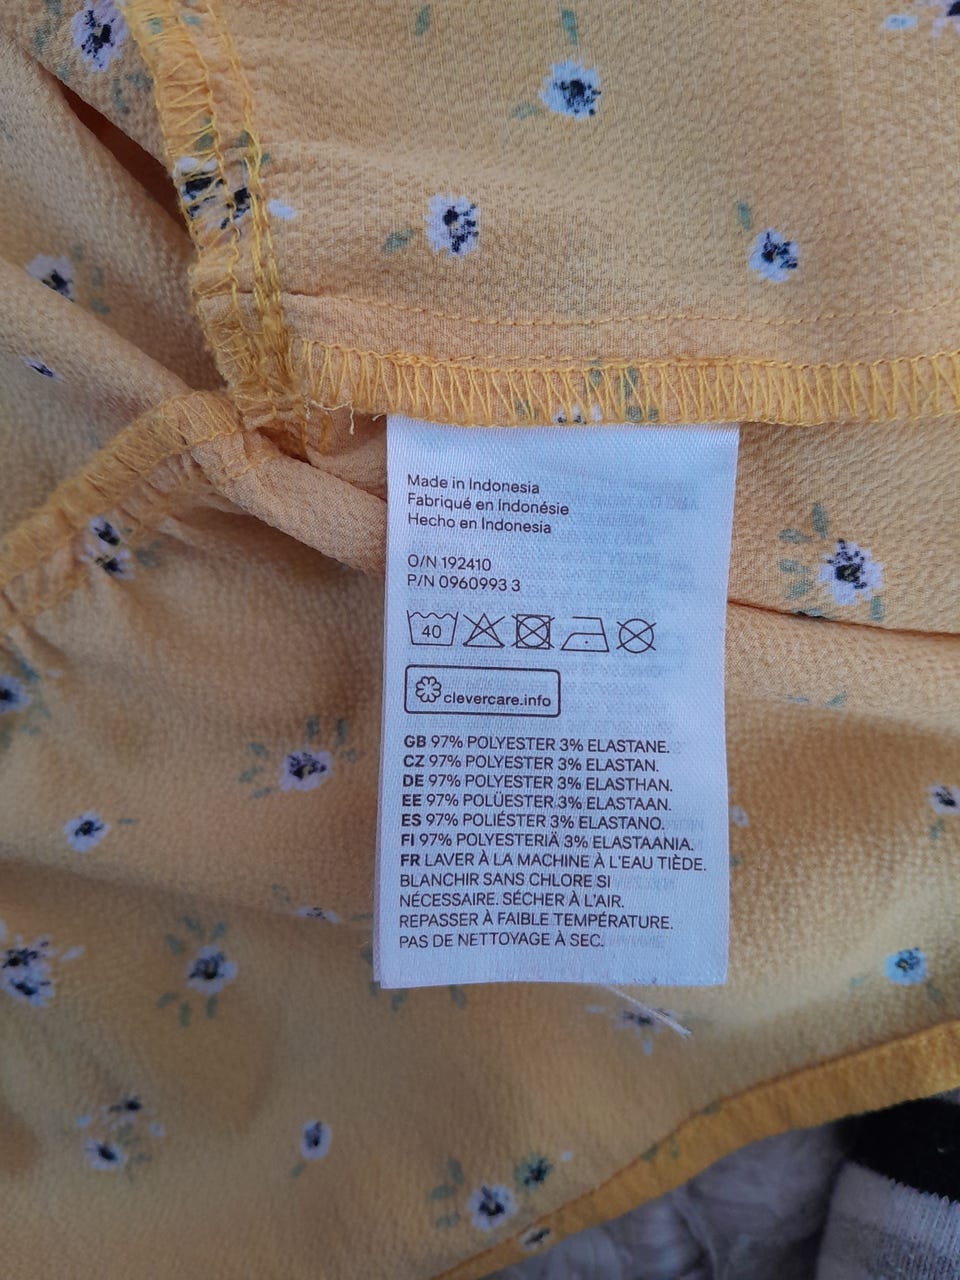 Made in Indonesia
Fabriqué en Indonésie
Hecho en Indonesia
O/N 192410
P/N 0960993 3
40
clevercare.info
GB 97% POLYESTER 3% ELASTANE.
CZ 97% POLYESTER 3% ELASTAN.
DE 97% POLYESTER 3% ELASTHAN.
EE 97% POLÜESTER 3% ELASTAAN.
ES 97% POLIÉSTER 3% ELASTANO.
FI 97% POLYESTERIÄ 3% ELASTAANIA.
FR LAVER À LA MACHINE À L'EAU TIÈDE.
BLANCHIR SANS CHLORE SI
NÉCESSAIRE. SÉCHER À L'AIR.
REPASSER À FAIBLE TEMPÉRATURE.
PAS DE NETTOYAGE À SEC.